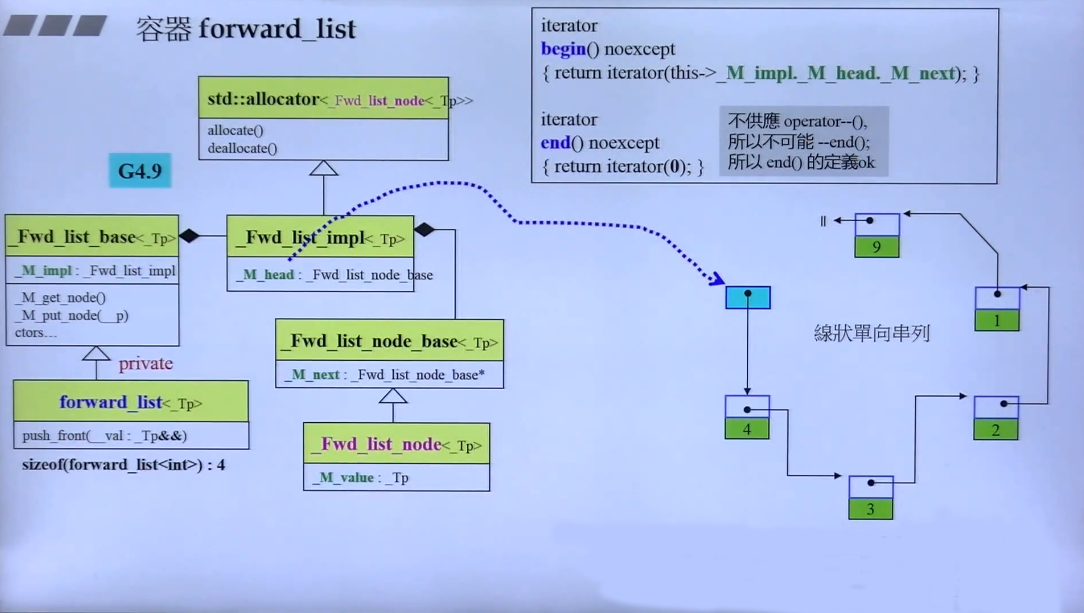 容器 forward_list
iterator
begin() noexcept
{ return iterator(this->_M_impl._M_head._M_next); }
iterator
end() noexcept
{ return iterator(0); }
不供應 operator--(),
所以不可能 --end();
所以 end() 的定義ok
std::allocator<_Fwd_list_node<_Tp>>
allocate()
deallocate()
G4.9
_Fwd_list_base<_Tp>
_M_impl : _Fwd_list_impl
_M_get_node()
_M_put_node(__p)
ctors…
_Fwd_list_impl<_Tp>
_M_head : _Fwd_list_node_base
private
forward_list<_Tp>
push_front(__val : _Tp&&)
sizeof(forward_list<int>) : 4
_Fwd_list_node_base<_Tp>
_M_next : _Fwd_list_node_base*
_Fwd_list_node<_Tp>
_M_value : _Tp
線狀單向串列
9
1
2
4
3